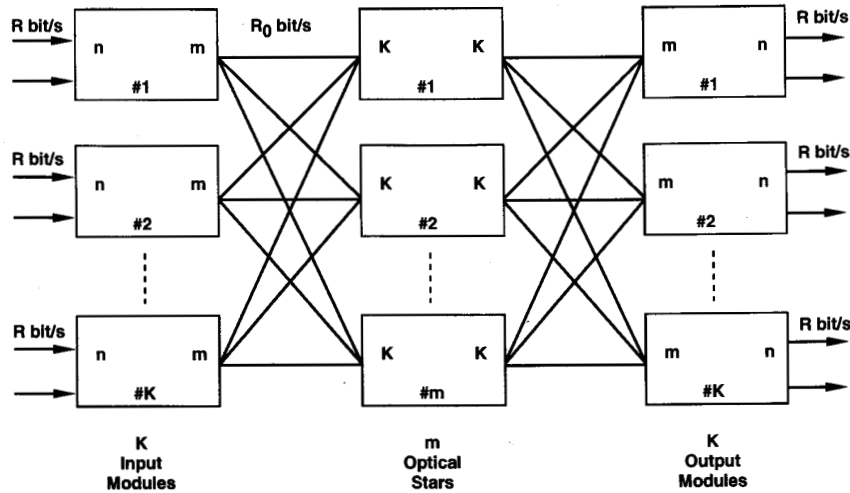 R bit/s
R₀ bit/s
R bit/s
n m
K K
m n
#1
#1
#1
R bit/s
R bit/s
n m
K K
m n
#2
#2
#2
R bit/s
R bit/s
n m
K K
m n
#K
#m
#K
K
Input
Modules
m
Optical
Stars
K
Output
Modules